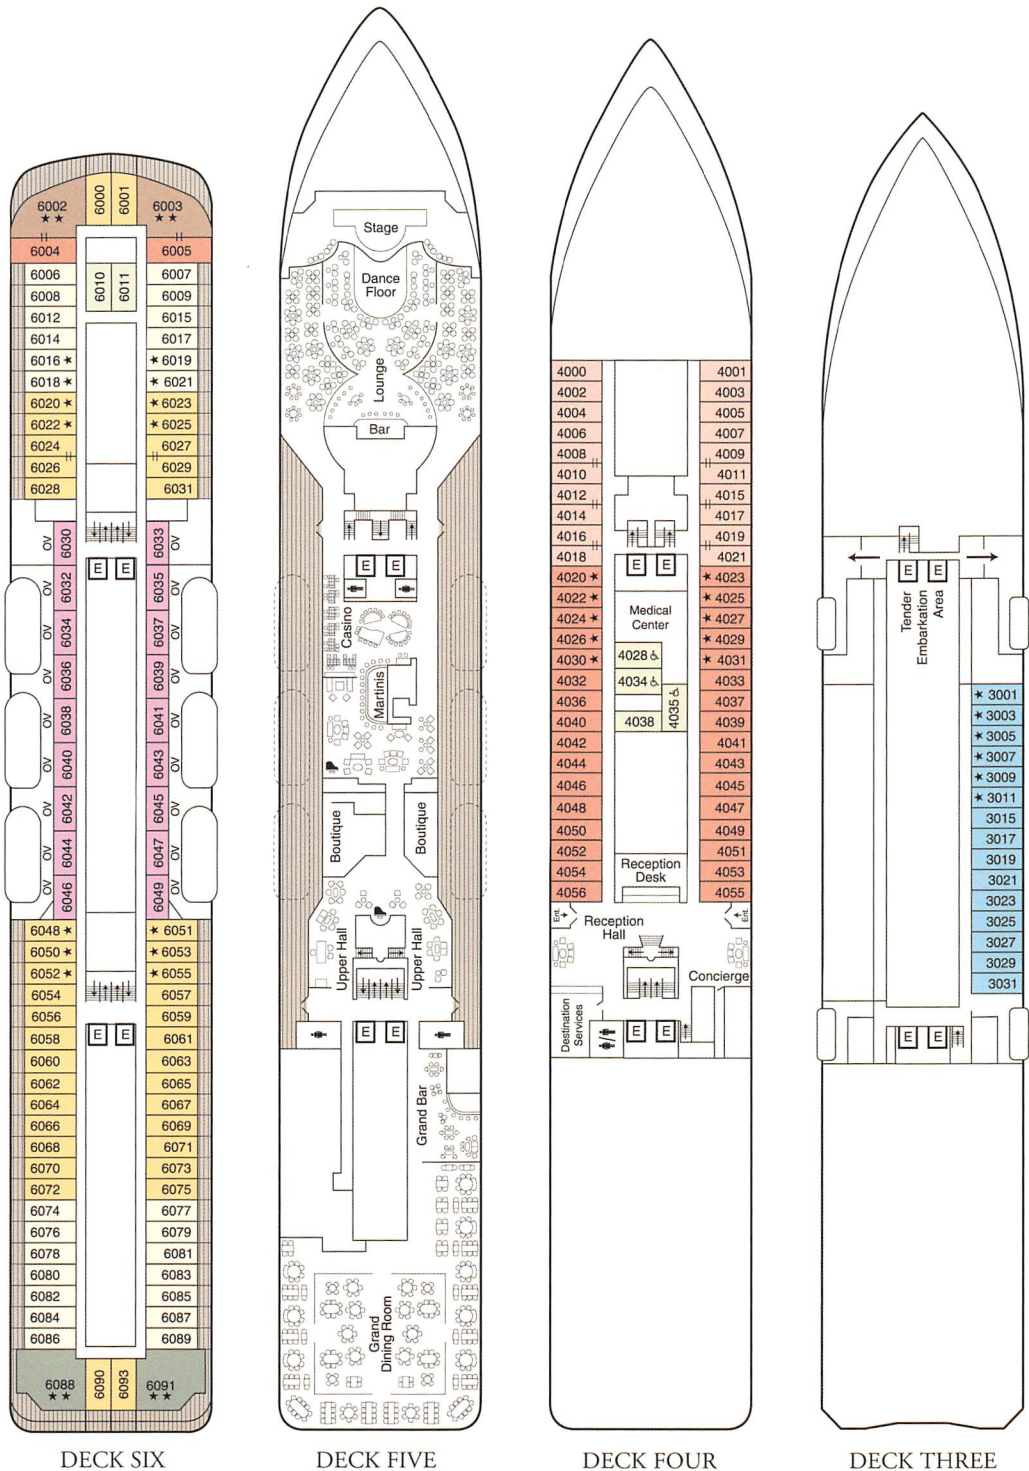 6000
6001
6002
★★
6003
★★
6004
6005
6006
6007
6010
6011
6008
6009
6012
6015
6014
6017
6016 ★
★ 6019
6018 ★
★ 6021
6020 ★
★ 6023
6022 ★
★ 6025
6024
6027
6026
6029
6028
6031
OV
6030
6033
OV
E
E
6032
6035
OV
6034
6037
OV
OV
6036
6039
OV
OV
6038
6041
OV
OV
6040
6043
OV
OV
6042
6045
OV
OV
6044
6047
OV
OV
6046
6049
OV
6048 ★
★ 6051
6050 ★
★ 6053
6052 ★
★ 6055
6054
6057
6056
6059
6058
E
E
6061
6060
6063
6062
6065
6064
6067
6066
6069
6068
6071
6070
6073
6072
6075
6074
6077
6076
6079
6078
6081
6080
6083
6082
6085
6084
6087
6086
6089
6088
★★
6090
6093
6091
★★
DECK SIX
Stage
Dance
Floor
Lounge
Bar
E
E
Casino
Martinis
Boutique
Boutique
Upper Hall
Upper Hall
E
E
Grand Bar
Grand
Dining Room
DECK FIVE
4000
4001
4002
4003
4004
4005
4006
4007
4008
4009
4010
4011
4012
4015
4014
4017
4016
4019
4018
4021
E
E
4020 ★
★ 4023
4022 ★
★ 4025
4024 ★
★ 4027
Medical
Center
4026 ★
★ 4029
4030 ★
4028
★ 4031
4032
4034
4033
4036
4035
4037
4040
4038
4039
4042
4041
4044
4043
4046
4045
4048
4047
4050
4049
4052
4051
4054
Reception
Desk
4053
4056
4055
Ent.
Reception
Hall
Ent.
Concierge
Destination
Services
E
E
DECK FOUR
E
E
Tender
Embarkation
Area
★ 3001
★ 3003
★ 3005
★ 3007
★ 3009
★ 3011
3015
3017
3019
3021
3023
3025
3027
3029
3031
E
E
DECK THREE